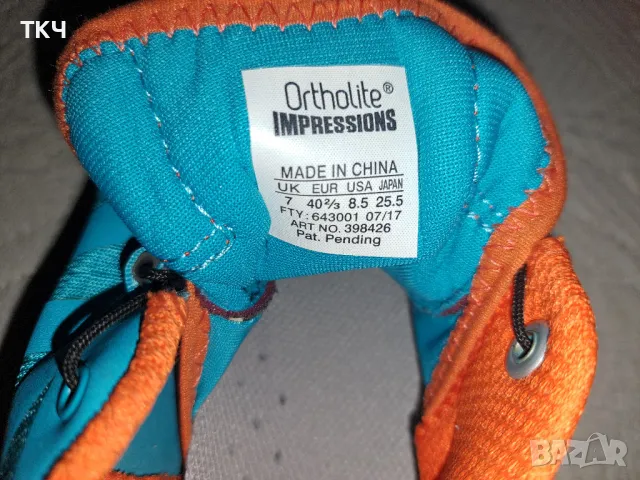 ТКЧ
Ortholite®
IMPRESSIONS
MADE IN CHINA
UK EUR USA JAPAN
7 40⅔ 8.5 25.5
FTY: 643001 07/17
ART NO. 398426
Pat. Pending
BAZAR